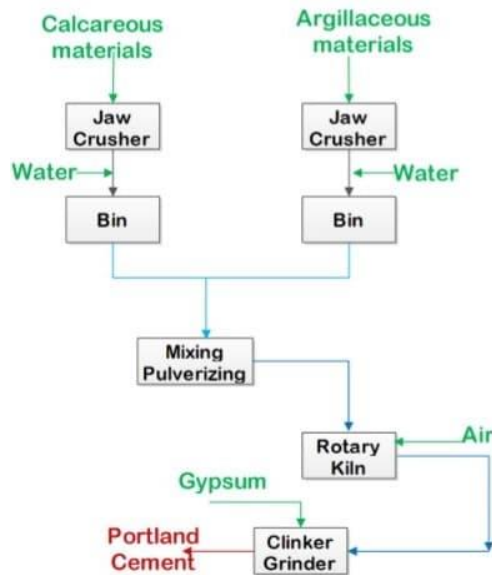 Calcareous
materials
Argillaceous
materials
Jaw
Crusher
Jaw
Crusher
Water
Water
Bin
Bin
Mixing
Pulverizing
Rotary
Kiln
Air
Gypsum
Portland
Cement
Clinker
Grinder